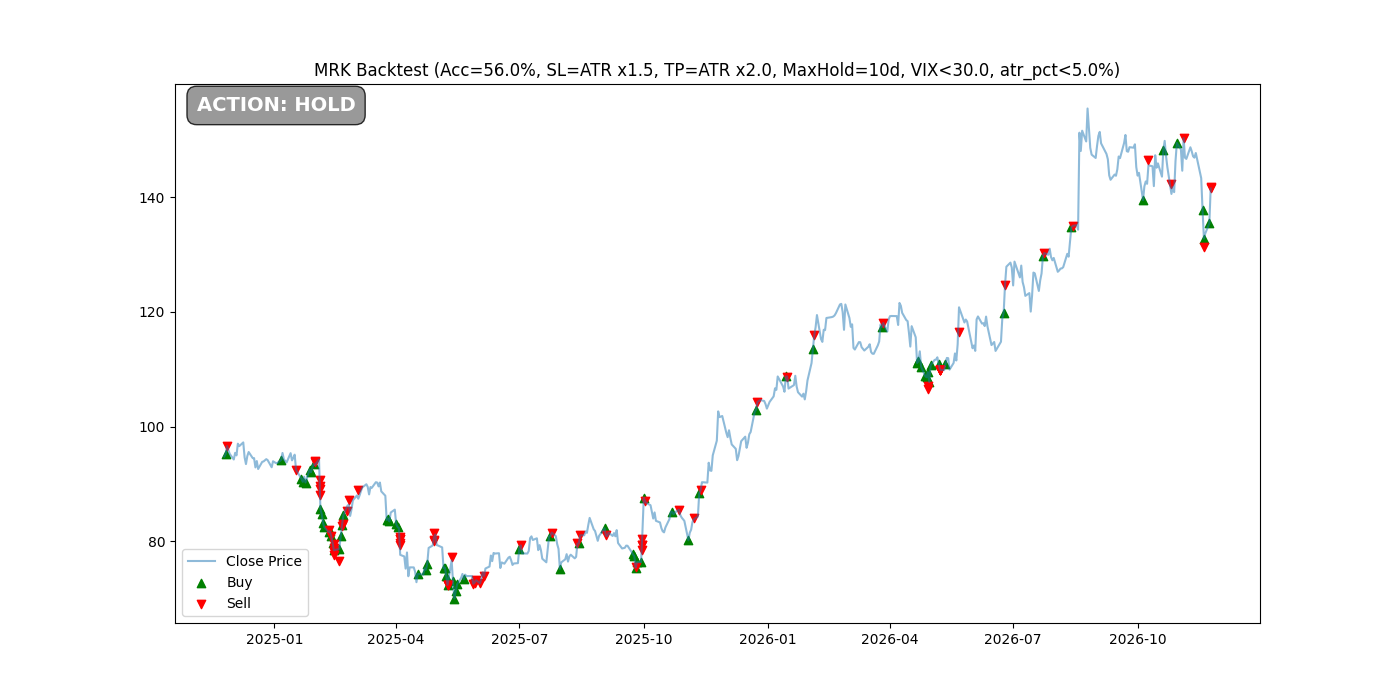 MRK Backtest (Acc=56.0%, SL=ATR x1.5, TP=ATR x2.0, MaxHold=10d, VIX<30.0, atr_pct<5.0%)
ACTION: HOLD
140
120
100
80
Close Price
Buy
Sell
2025-01
2025-04
2025-07
2025-10
2026-01
2026-04
2026-07
2026-10